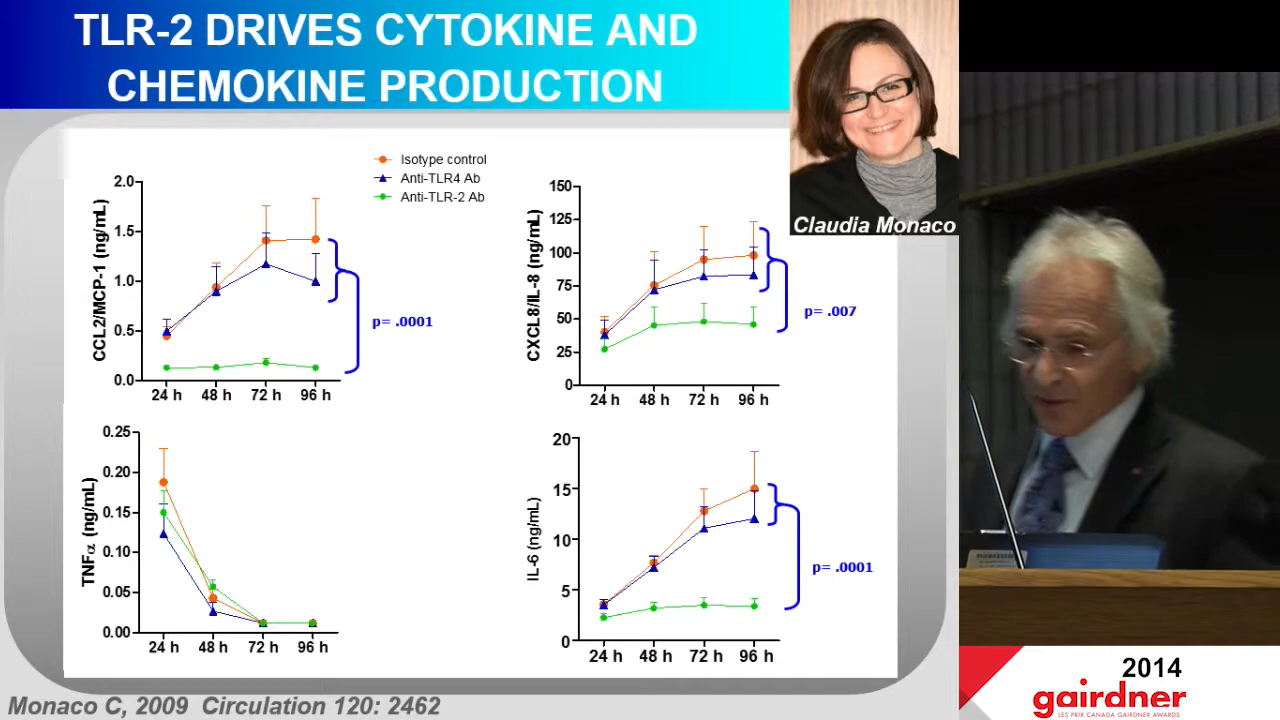 TLR-2 DRIVES CYTOKINE AND
CHEMOKINE PRODUCTION
Claudia Monaco
Isotype control
Anti-TLR4 Ab
Anti-TLR-2 Ab
CCL2/MCP-1 (ng/mL)
2.0
1.5
1.0
0.5
0.0
24 h 48 h 72 h 96 h
p= .0001
CXCL8/IL-8 (ng/mL)
150
125
100
75
50
25
0
24 h 48 h 72 h 96 h
p= .007
TNFα (ng/mL)
0.25
0.20
0.15
0.10
0.05
0.00
24 h 48 h 72 h 96 h
IL-6 (ng/mL)
20
15
10
5
0
24 h 48 h 72 h 96 h
p= .0001
Monaco C, 2009 Circulation 120: 2462
2014
gairdner
LES PRIX CANADA GAIRDNER AWARDS